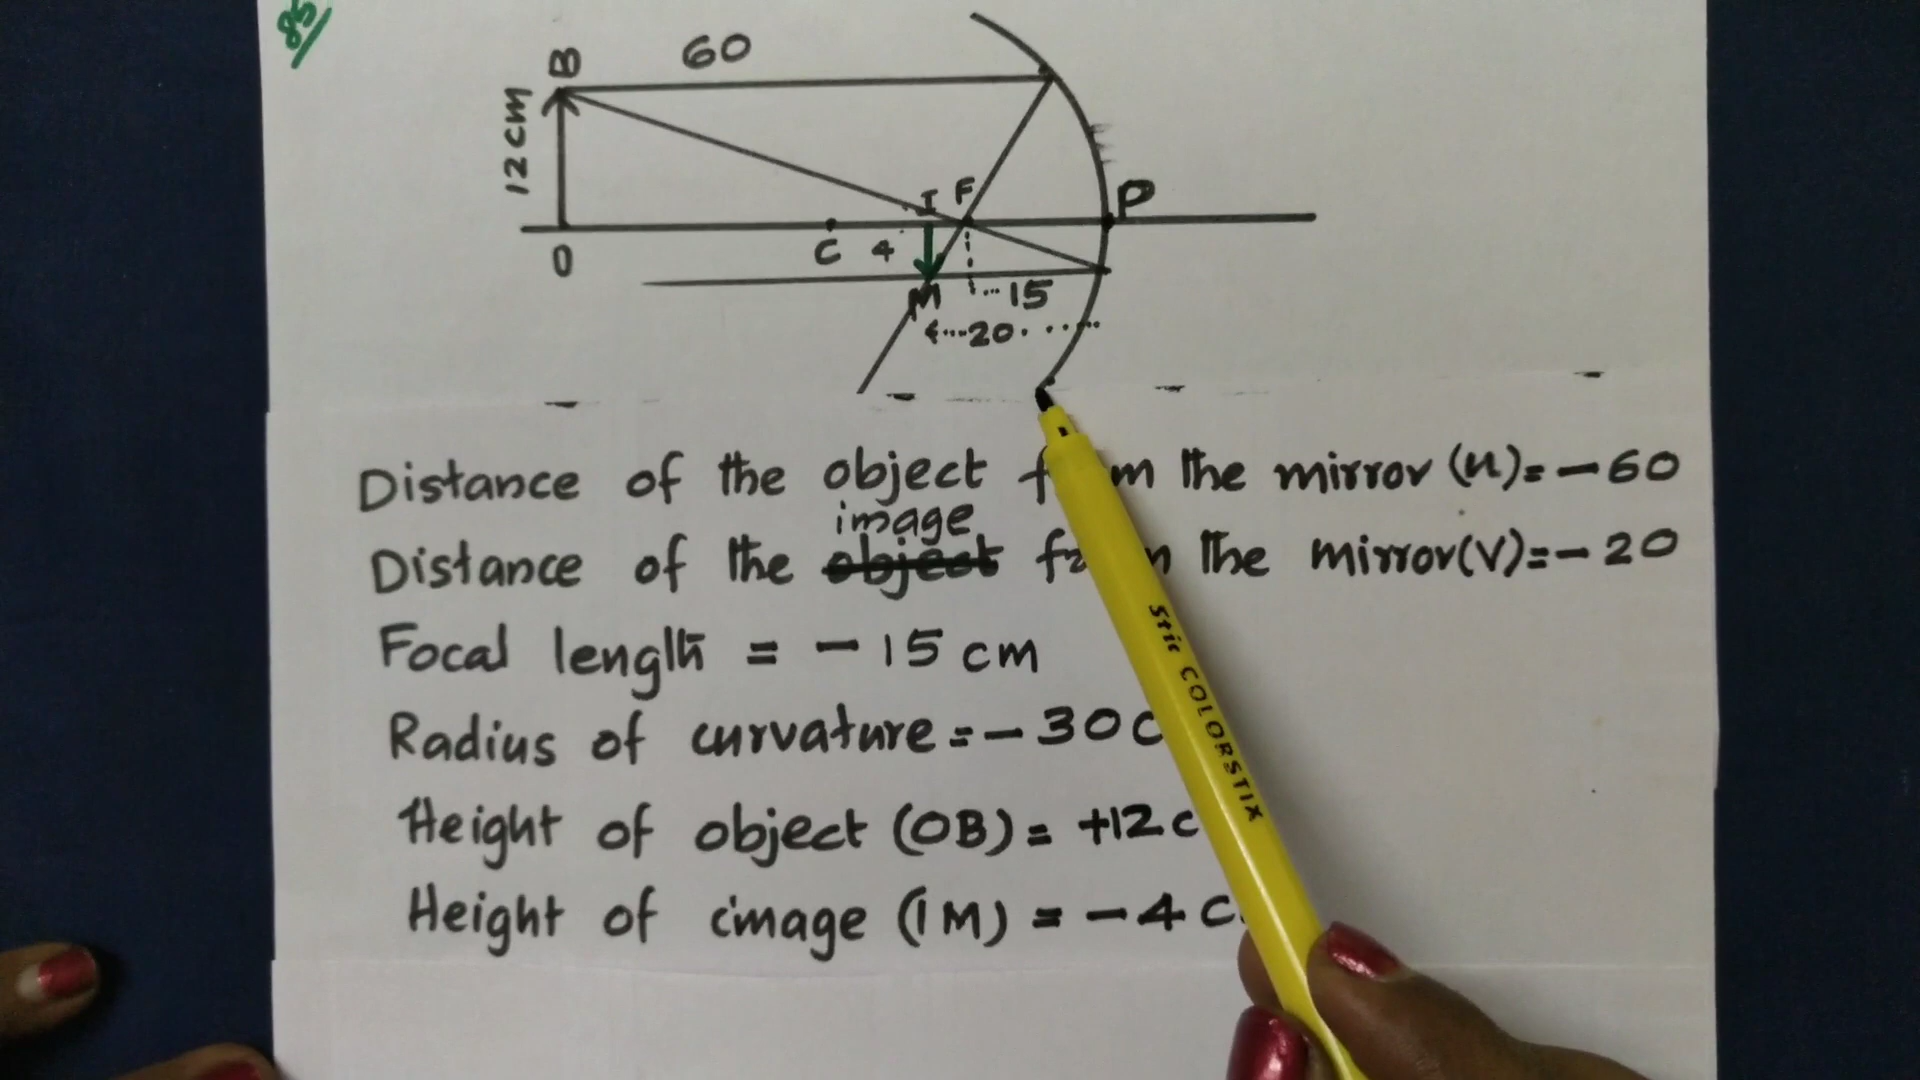 85
60
B
12 cm
I F
P
O
C 4
M
15
20
Distance of the object the mirror (u) = -60
image
Distance of the object the mirror (V) = -20
Focal length = -15 cm
Radius of curvature = -30
Height of object (OB) = +12
Height of image (IM) = -4
Stic COLORSTIX